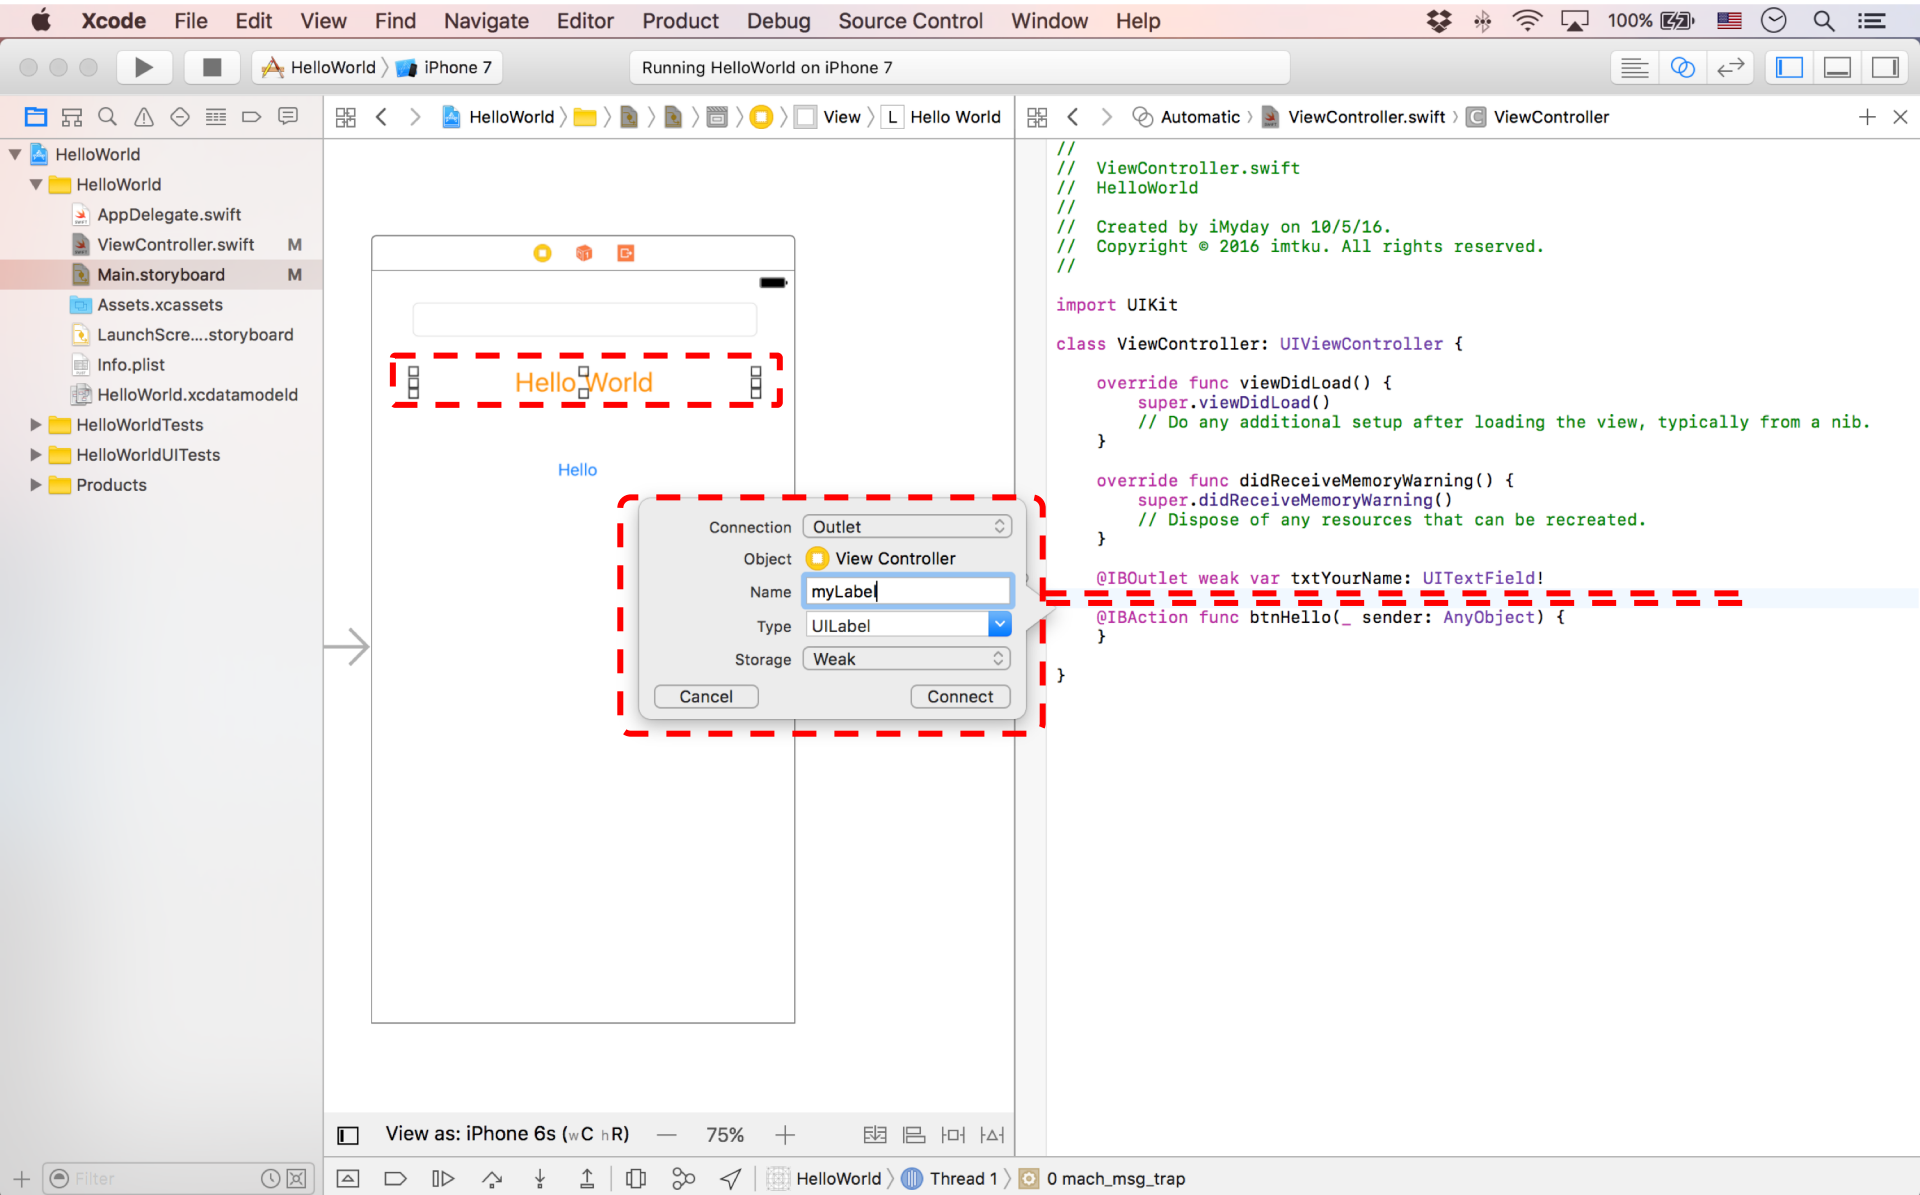 Xcode File Edit View Find Navigate Editor Product Debug Source Control Window Help 100%
HelloWorld iPhone 7 Running HelloWorld on iPhone 7
HelloWorld View L Hello World
Automatic ViewController.swift C ViewController
HelloWorld
HelloWorld
AppDelegate.swift
ViewController.swift M
Main.storyboard M
Assets.xcassets
LaunchScre....storyboard
Info.plist
HelloWorld.xcdatamodeld
HelloWorldTests
HelloWorldUITests
Products
Filter
Hello World
Hello
Connection Outlet
Object View Controller
Name myLabel
Type UILabel
Storage Weak
Cancel Connect
View as: iPhone 6s (wC hR) — 75% +
HelloWorld Thread 1 0 mach_msg_trap
//
// ViewController.swift
// HelloWorld
//
// Created by iMyday on 10/5/16.
// Copyright © 2016 imtku. All rights reserved.
//
import UIKit
class ViewController: UIViewController {
override func viewDidLoad() {
super.viewDidLoad()
// Do any additional setup after loading the view, typically from a nib.
}
override func didReceiveMemoryWarning() {
super.didReceiveMemoryWarning()
// Dispose of any resources that can be recreated.
}
@IBOutlet weak var txtYourName: UITextField!
@IBAction func btnHello(_ sender: AnyObject) {
}
}